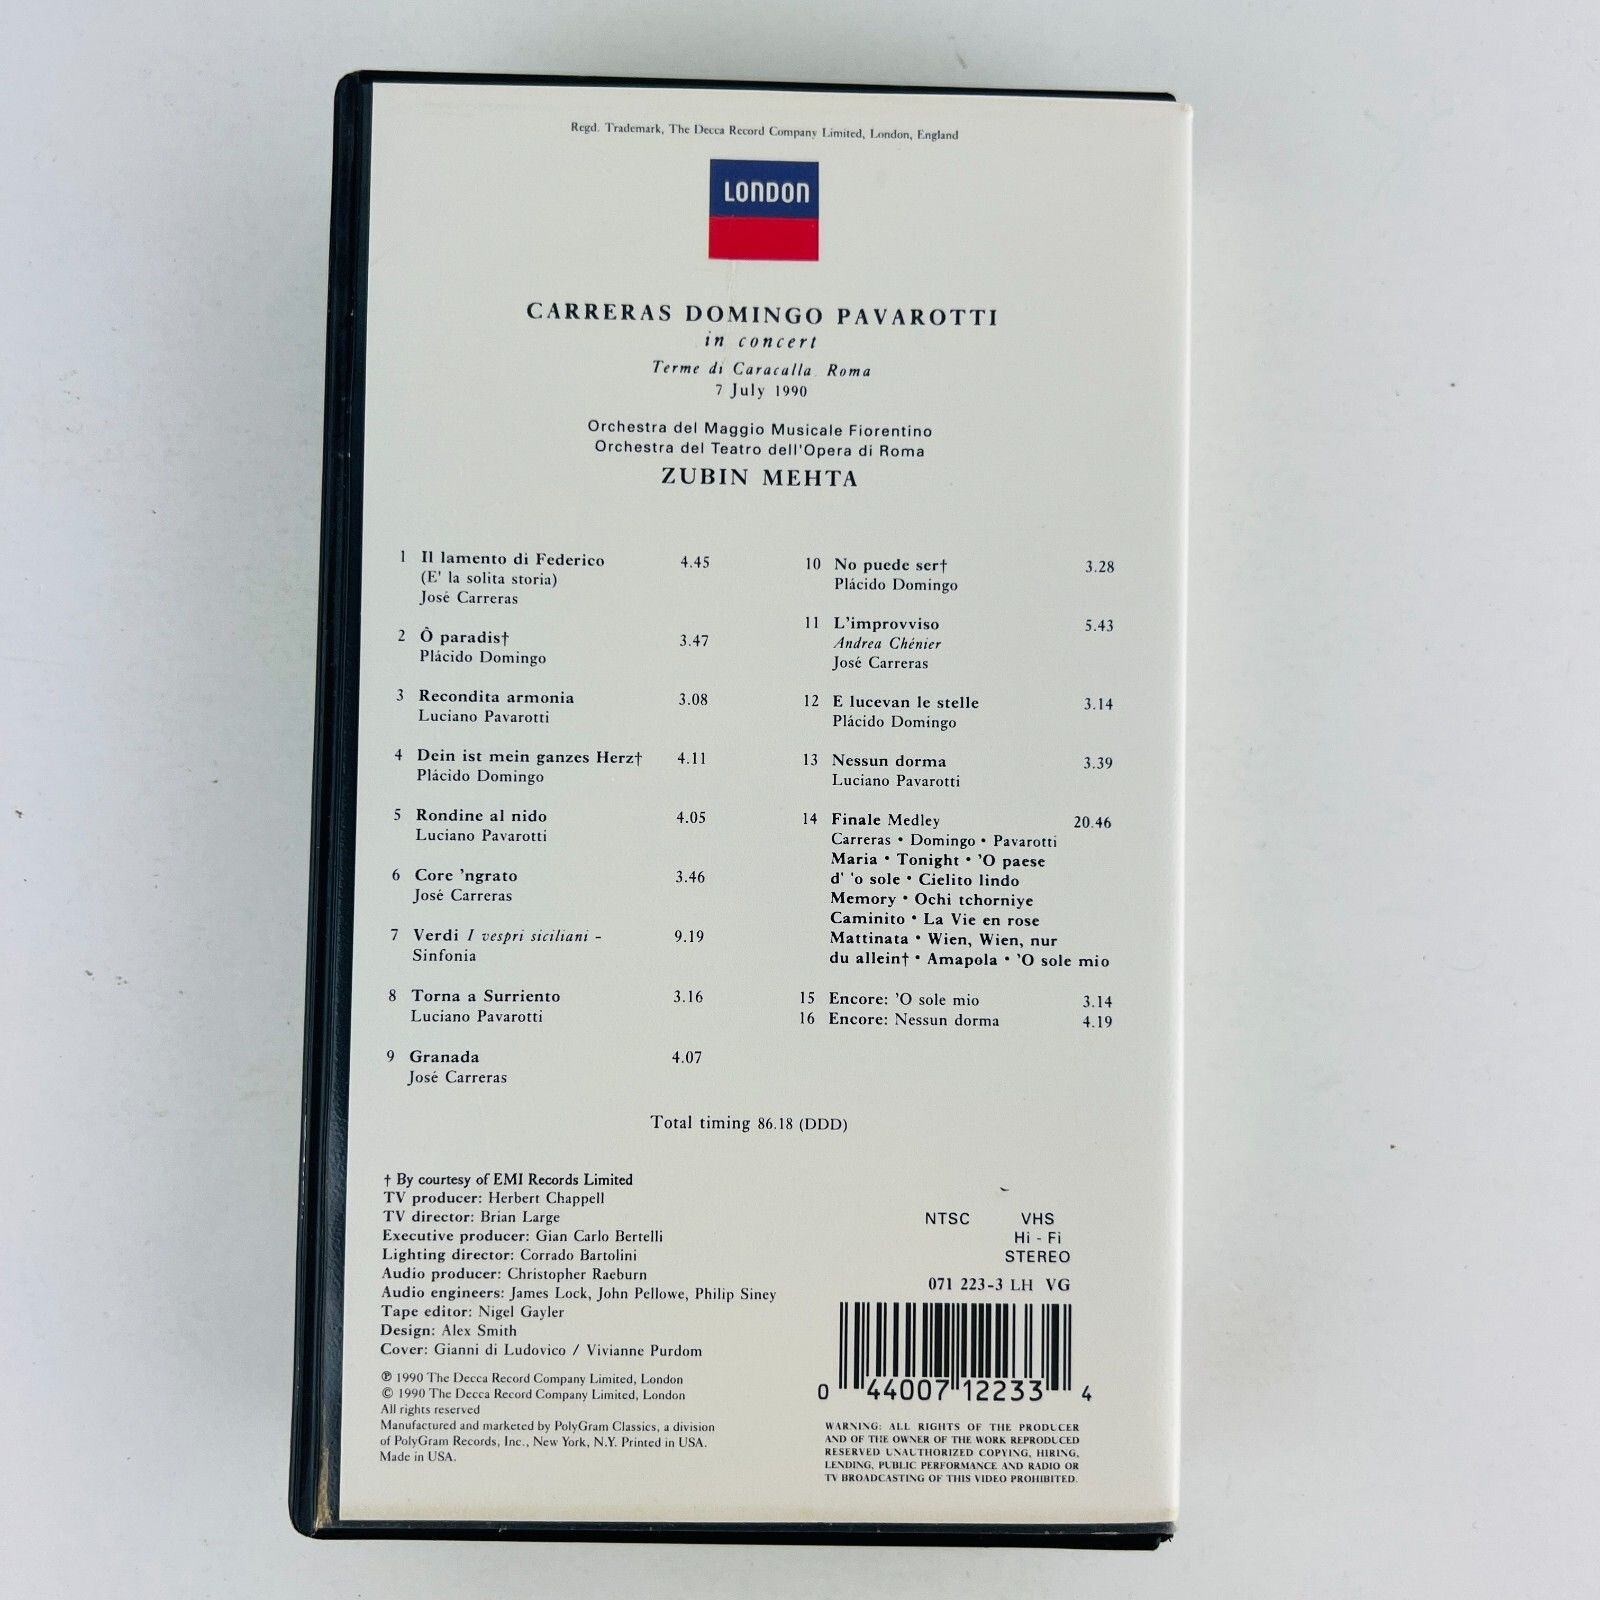 Regd. Trademark, The Decca Record Company Limited, London, England
LONDON
CARRERAS DOMINGO PAVAROTTI
in concert
Terme di Caracalla Roma
7 July 1990
Orchestra del Maggio Musicale Fiorentino
Orchestra del Teatro dell'Opera di Roma
ZUBIN MEHTA
1 Il lamento di Federico 4.45
(E' la solita storia)
José Carreras
2 Ô paradis† 3.47
Plácido Domingo
3 Recondita armonia 3.08
Luciano Pavarotti
4 Dein ist mein ganzes Herz† 4.11
Plácido Domingo
5 Rondine al nido 4.05
Luciano Pavarotti
6 Core 'ngrato 3.46
José Carreras
7 Verdi I vespri siciliani - 9.19
Sinfonia
8 Torna a Surriento 3.16
Luciano Pavarotti
9 Granada 4.07
José Carreras
10 No puede ser† 3.28
Plácido Domingo
11 L'improvviso 5.43
Andrea Chénier
José Carreras
12 E lucevan le stelle 3.14
Plácido Domingo
13 Nessun dorma 3.39
Luciano Pavarotti
14 Finale Medley 20.46
Carreras • Domingo • Pavarotti
Maria • Tonight • 'O paese
d' 'o sole • Cielito lindo
Memory • Ochi tchorniye
Caminito • La Vie en rose
Mattinata • Wien, Wien, nur
du allein† • Amapola • 'O sole mio
15 Encore: 'O sole mio 3.14
16 Encore: Nessun dorma 4.19
Total timing 86.18 (DDD)
† By courtesy of EMI Records Limited
TV producer: Herbert Chappell
TV director: Brian Large
Executive producer: Gian Carlo Bertelli
Lighting director: Corrado Bartolini
Audio producer: Christopher Raeburn
Audio engineers: James Lock, John Pellowe, Philip Siney
Tape editor: Nigel Gayler
Design: Alex Smith
Cover: Gianni di Ludovico / Vivianne Purdom
℗ 1990 The Decca Record Company Limited, London
© 1990 The Decca Record Company Limited, London
All rights reserved
Manufactured and marketed by PolyGram Classics, a division
of PolyGram Records, Inc., New York, N.Y. Printed in USA.
Made in USA.
NTSC VHS
Hi - Fi
STEREO
071 223-3 LH VG
0 44007 12233 4
WARNING: ALL RIGHTS OF THE PRODUCER
AND OF THE OWNER OF THE WORK REPRODUCED
RESERVED UNAUTHORIZED COPYING, HIRING,
LENDING, PUBLIC PERFORMANCE AND RADIO OR
TV BROADCASTING OF THIS VIDEO PROHIBITED.